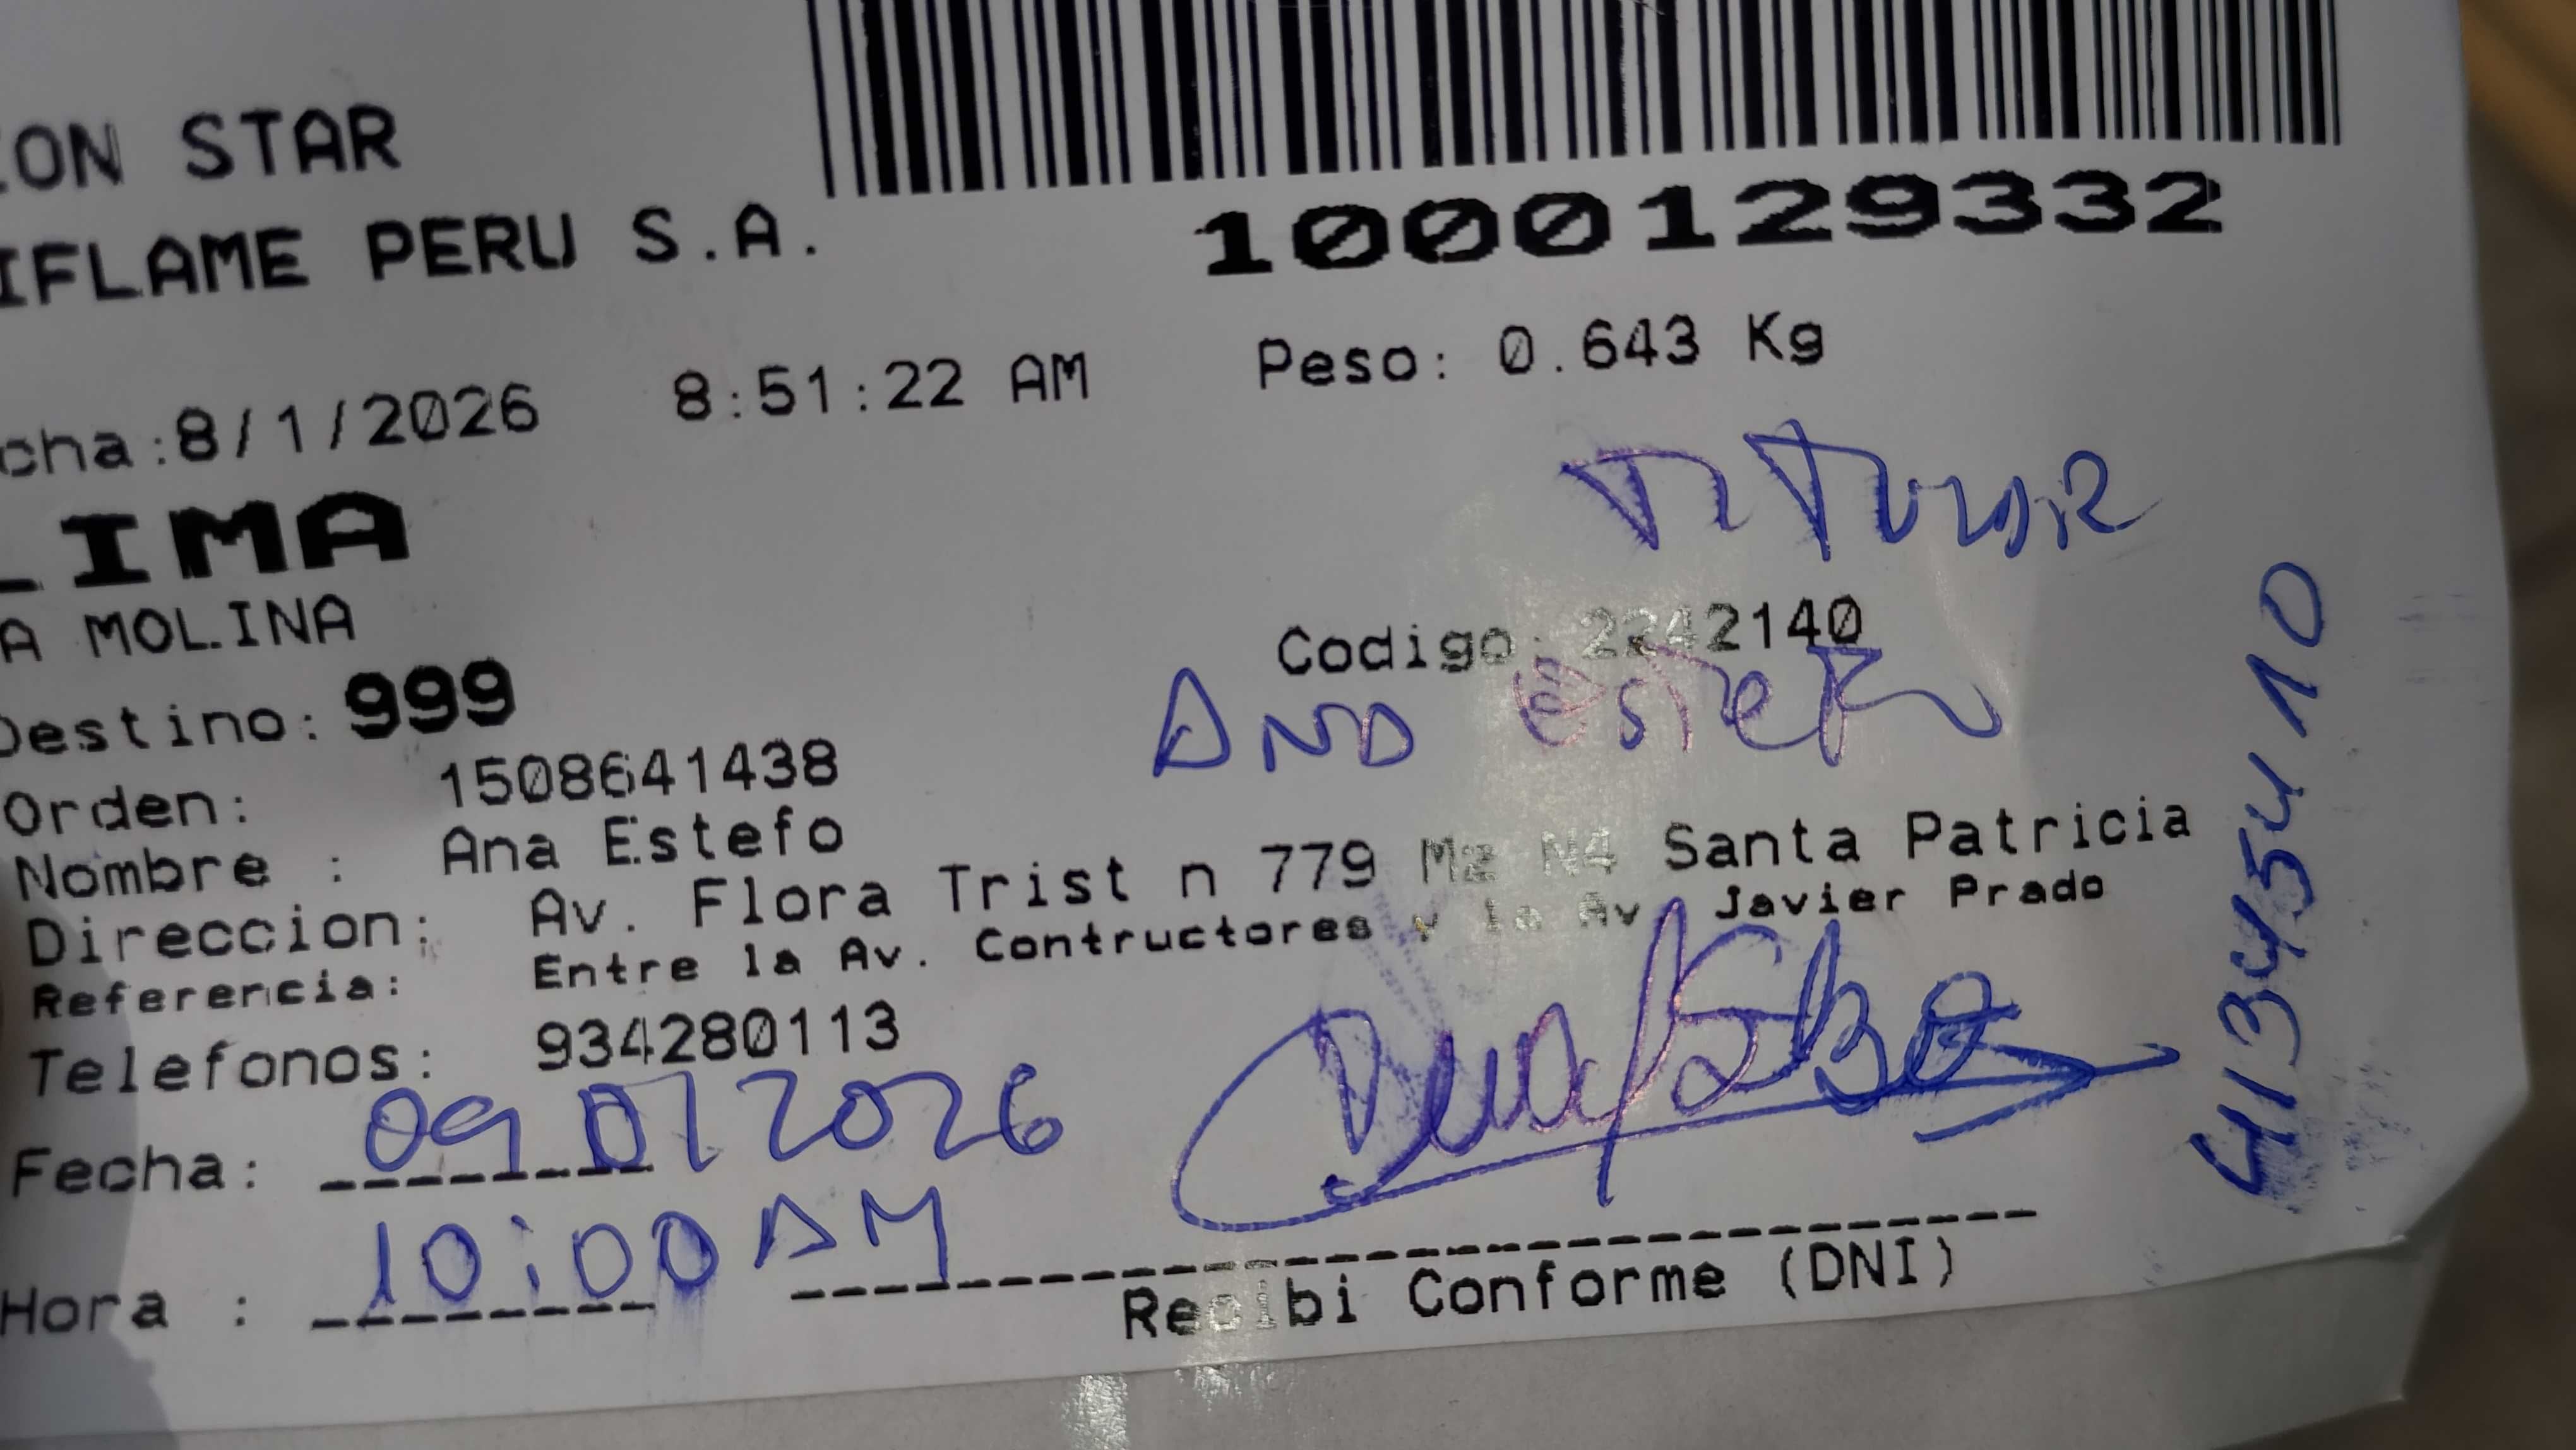 ION STAR
IFLAME PERU S.A.
1000129332
cha:8/1/2026 8:51:22 AM Peso: 0.643 Kg
TITULAR
LIMA
A MOLINA
Codigo: 2242140
Destino: 999
Ana Estefo
Orden: 1508641438
Nombre : Ana Estefo
Direccion: Av. Flora Trist n 779 Mz N4 Santa Patricia
Referencia: Entre la Av. Contructores y la Av. Javier Prado
Telefonos: 934280113
Fecha: 09 01 2026
Hora : 10:00 AM
Recibi Conforme (DNI)
41345410